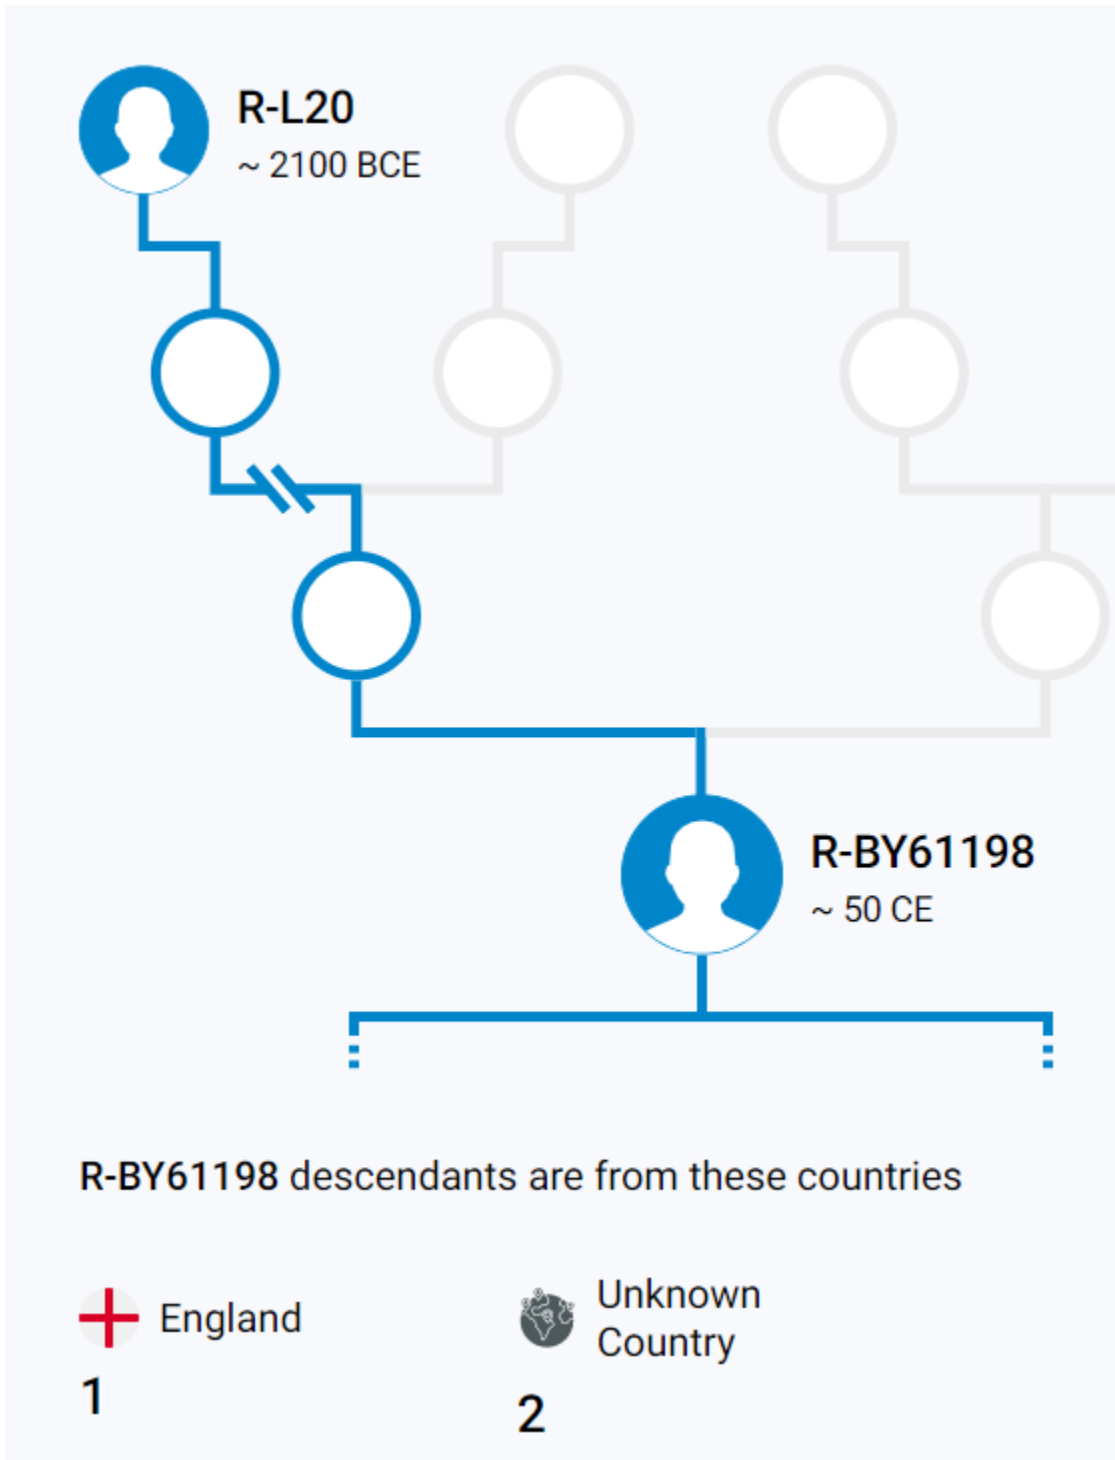 R-L20
~ 2100 BCE
R-BY61198
~ 50 CE
R-BY61198 descendants are from these countries
England
1
Unknown
Country
2